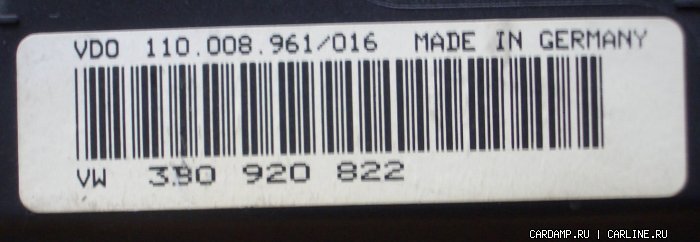 VDO 110.008.961/016 MADE IN GERMANY
VW 3B0 920 822
CARDAMP.RU | CARLINE.RU